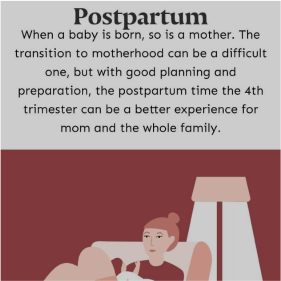 Postpartum
When a baby is born, so is a mother. The
transition to motherhood can be a difficult
one, but with good planning and
preparation, the postpartum time the 4th
trimester can be a better experience for
mom and the whole family.